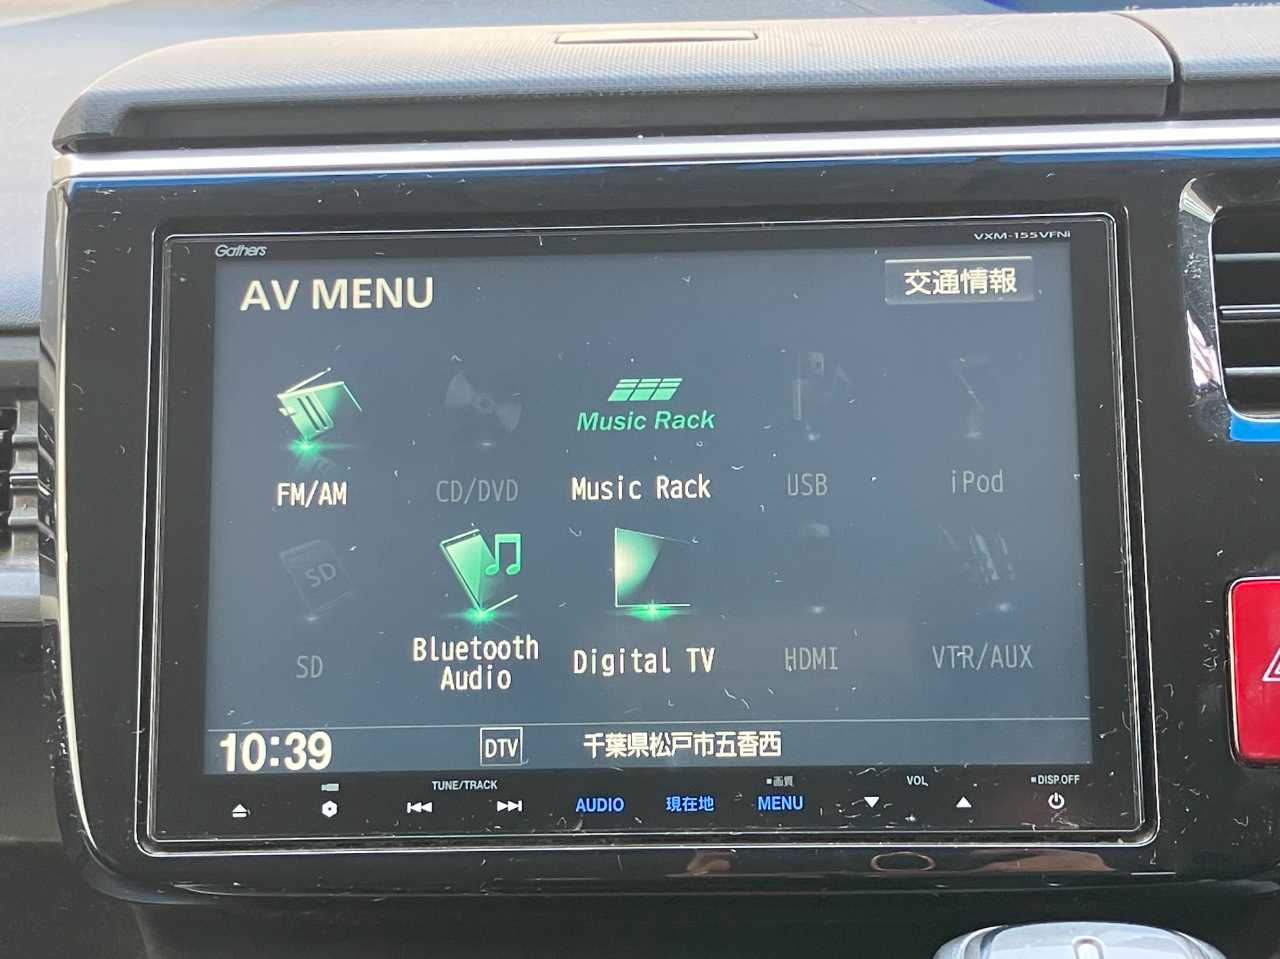 Gathers
VXM-155VFNi
AV MENU
交通情報
Music Rack
FM/AM
CD/DVD
Music Rack
USB
iPod
SD
SD
Bluetooth
Audio
Digital TV
HDMI
VTR/AUX
10:39
DTV
千葉県松戸市五香西
TUNE/TRACK
AUDIO
現在地
■画質
MENU
VOL
■DISP.OFF